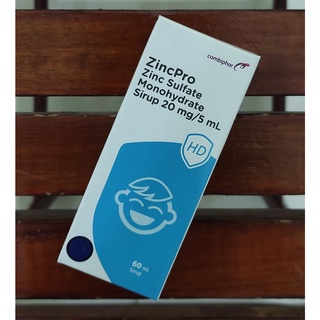 combiphar
ZincPro
Zinc Sulfate
Monohydrate
Sirup 20 mg/5 mL
HD
60 mL
Sirup